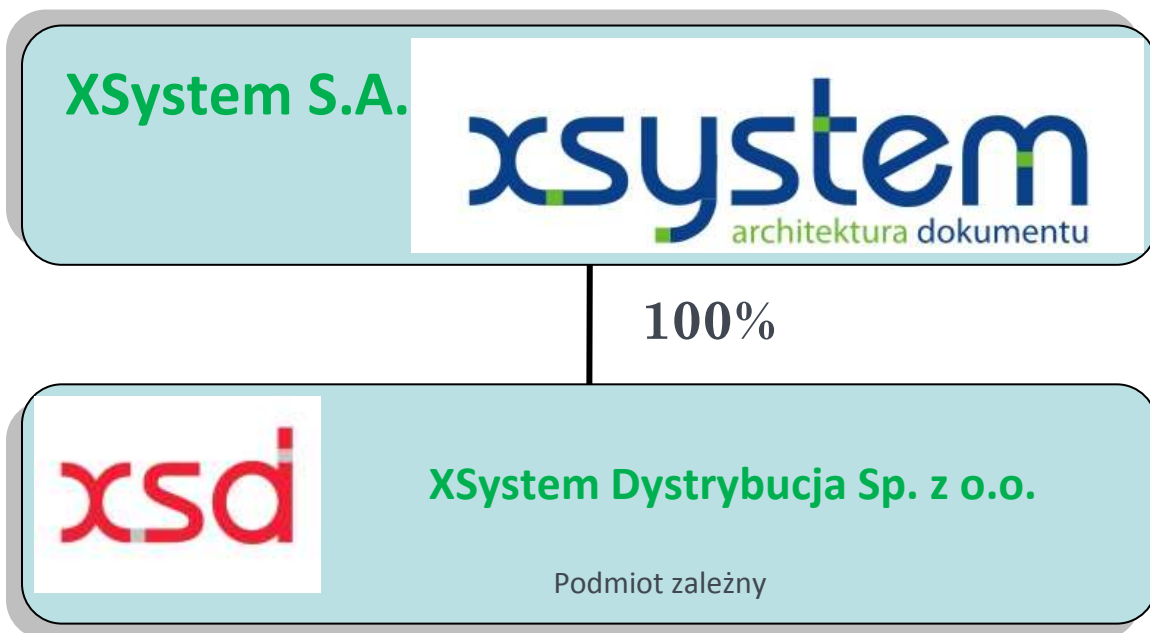 XSystem S.A.
xsystem
architektura dokumentu
100%
xsd
XSystem Dystrybucja Sp. z o.o.
Podmiot zależny